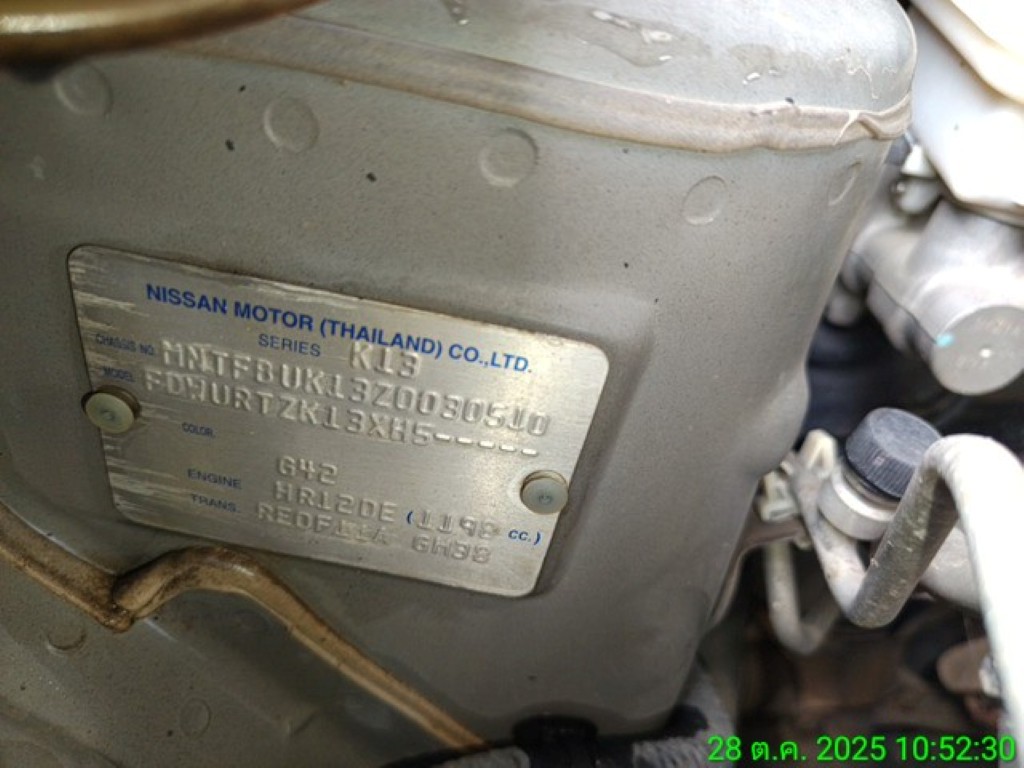 NISSAN MOTOR (THAILAND) CO.,LTD.
SERIES K13
CHASSIS NO. MNTFBUK13Z0030510
MODEL FDWURTZK13XH5-----
COLOR.
G42
ENGINE HR12DE (1198 CC.)
TRANS.
28 ต.ค. 2025 10:52:30